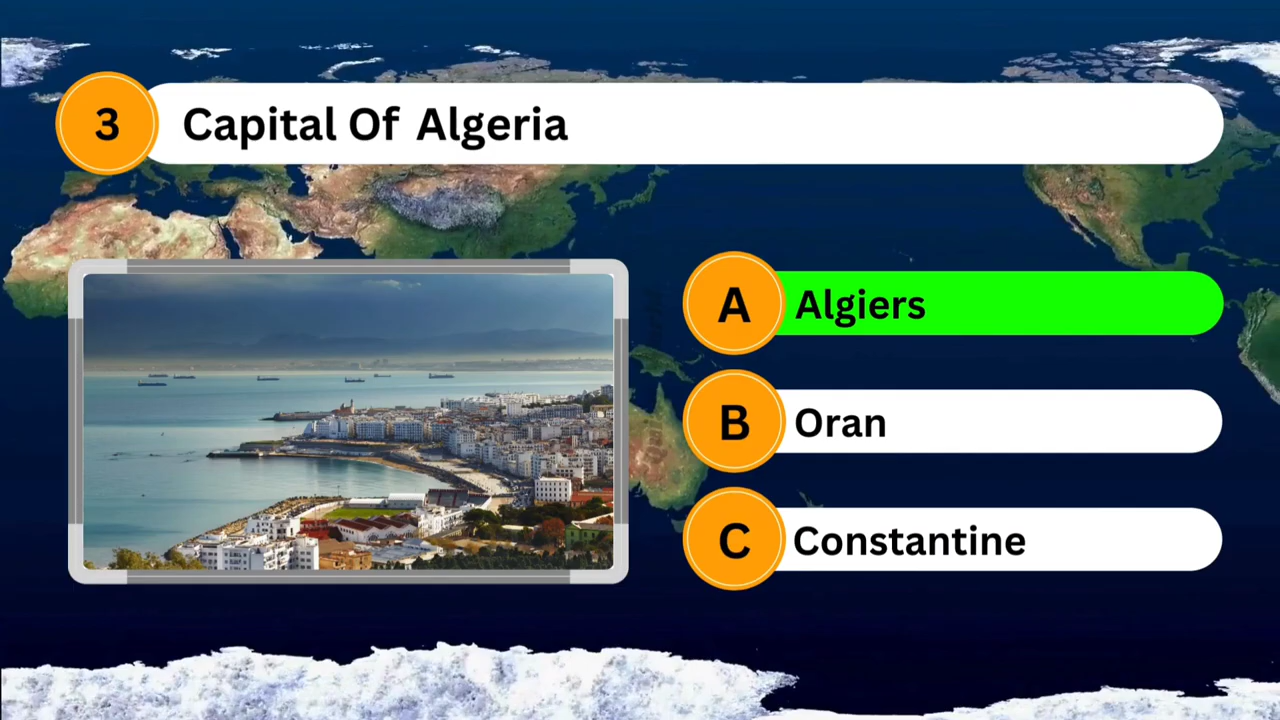 3 Capital Of Algeria
A Algiers
B Oran
C Constantine